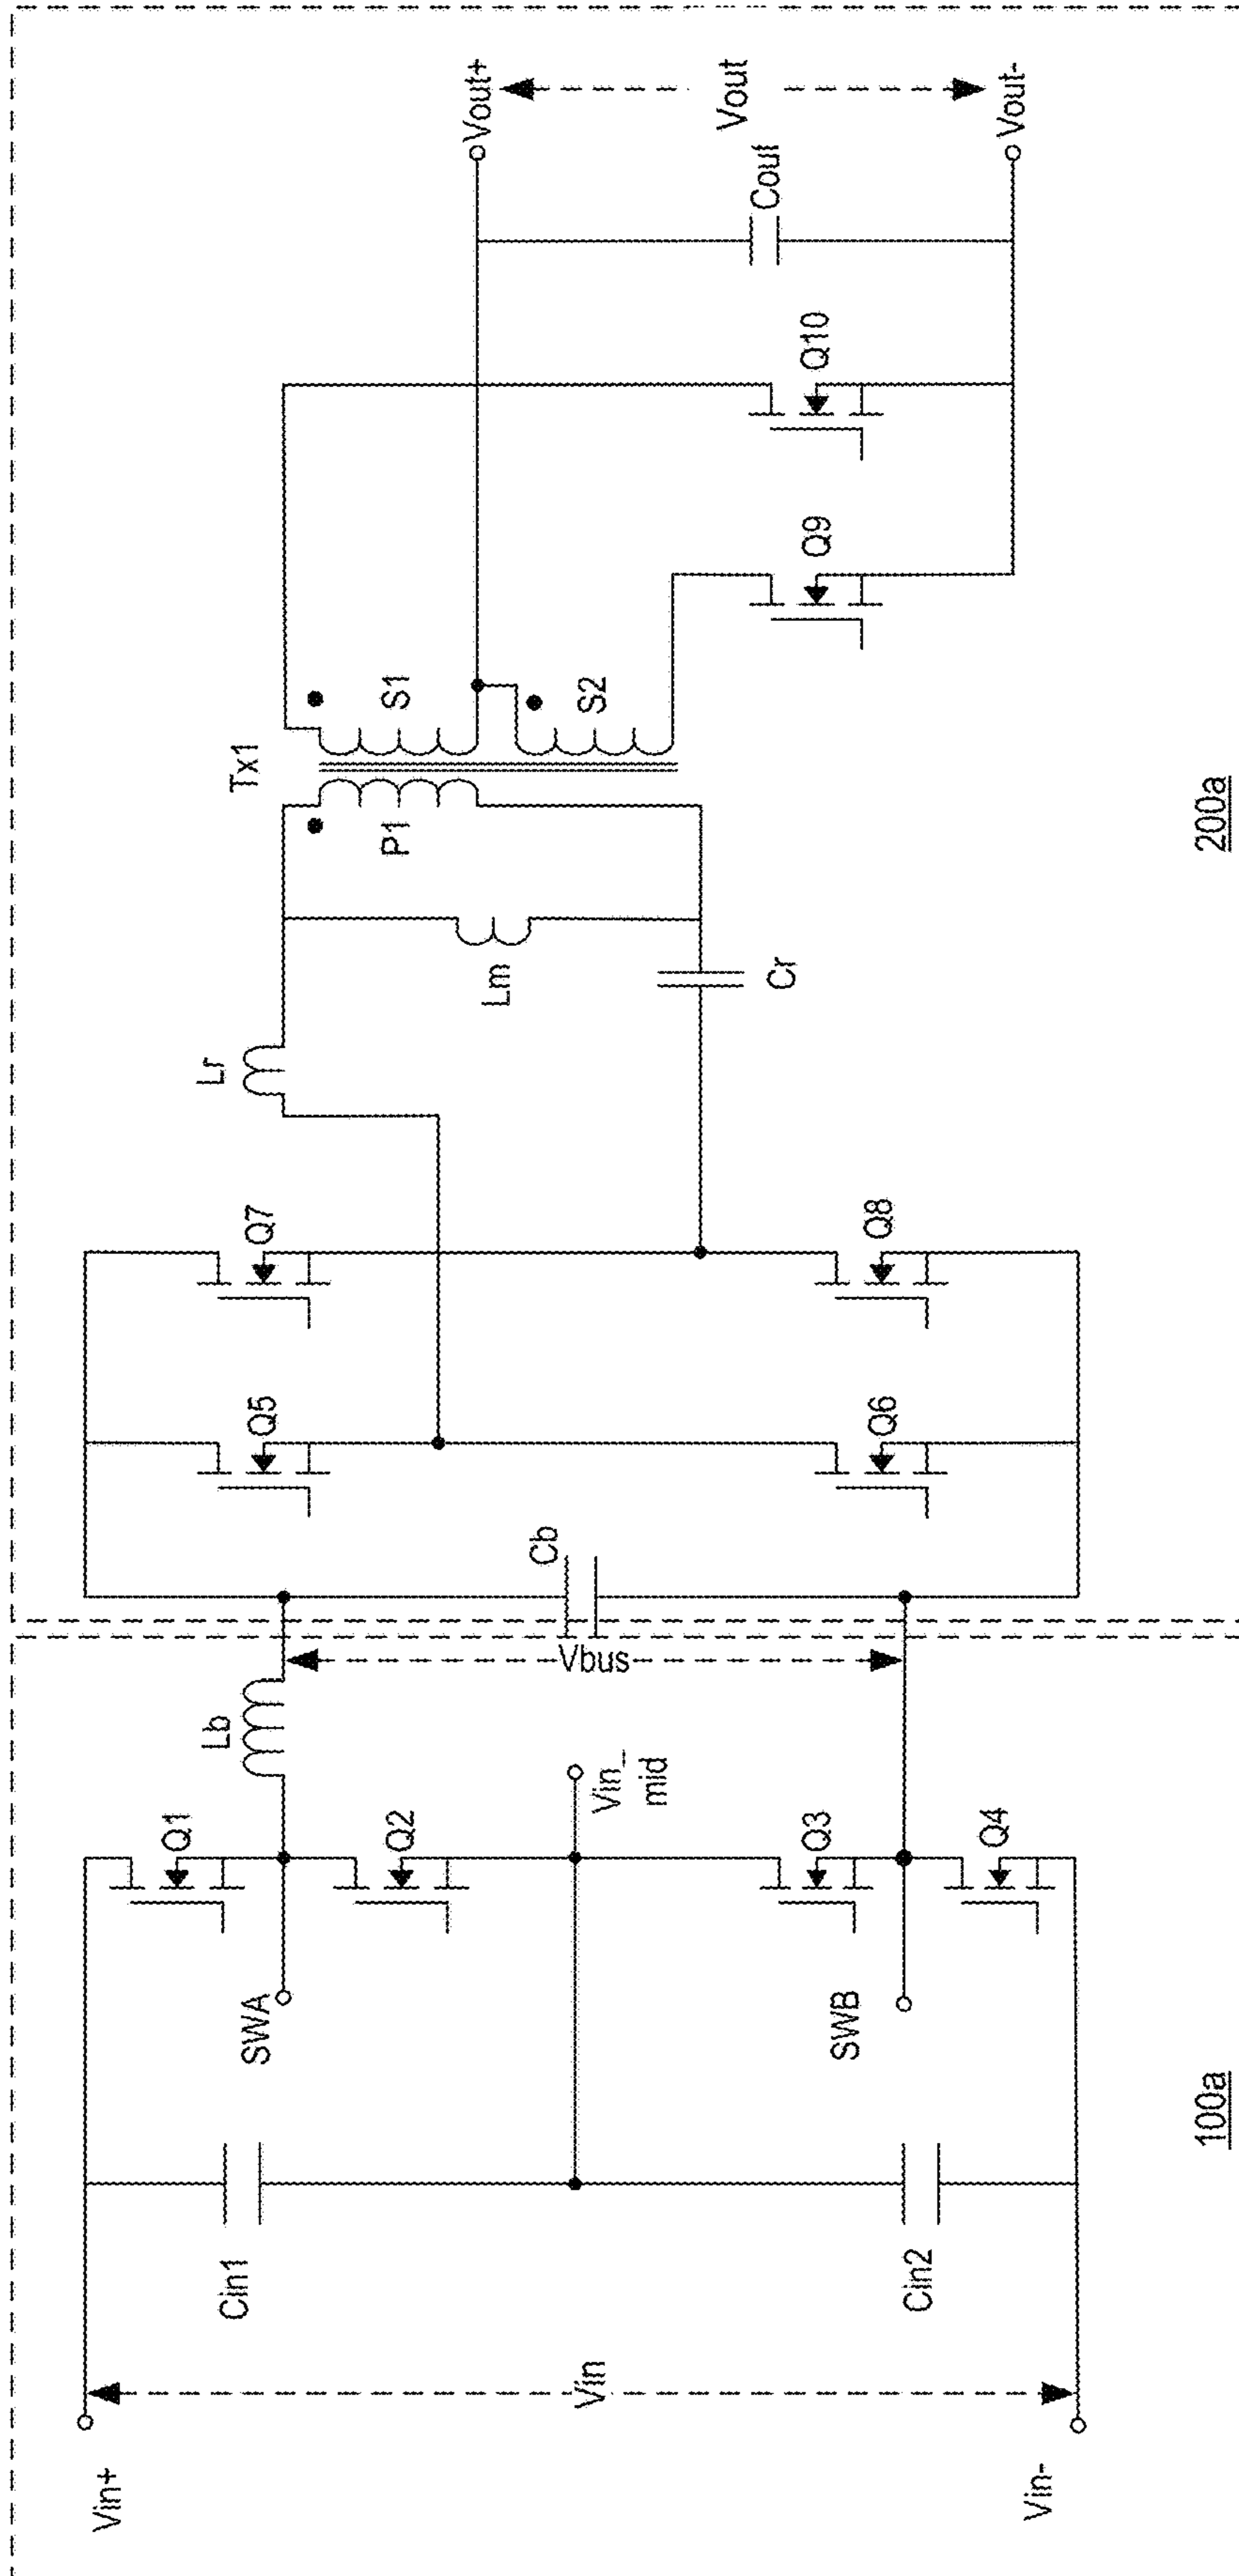 Vin+
Vin
Vin-
Cin1
Cin2
SWA
SWB
Q1
Q2
Q3
Q4
Vin_
mid
Lb
Vbus
100a
Cb
Q5
Q6
Q7
Q8
Lr
Lm
Cr
Tx1
P1
S1
S2
Q9
Q10
Cout
Vout+
Vout
Vout-
200a